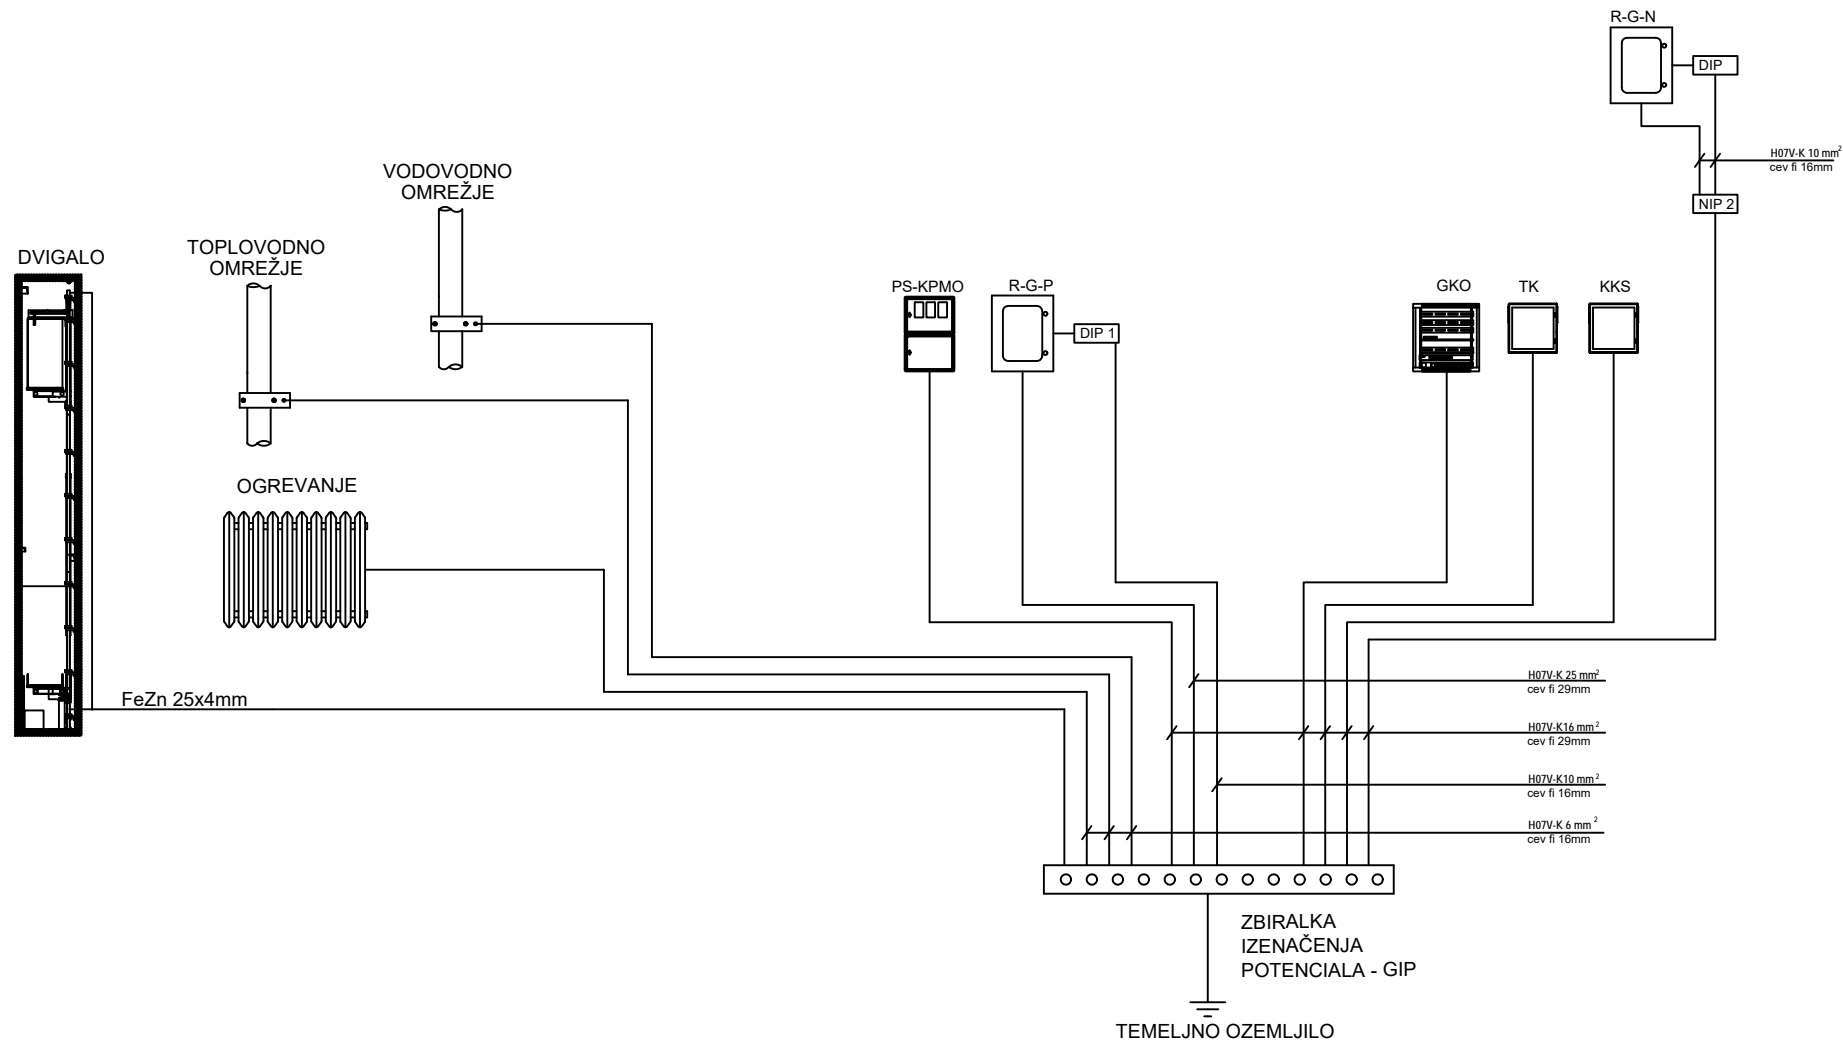 R-G-N
DIP
H07V-K 10 mm²
cev fi 16mm
NIP 2
VODOVODNO
OMREŽJE
TOPLOVODNO
OMREŽJE
DVIGALO
PS-KPMO
R-G-P
DIP 1
GKO
TK
KKS
OGREVANJE
FeZn 25x4mm
H07V-K 25 mm²
cev fi 29mm
H07V-K16 mm²
cev fi 29mm
H07V-K10 mm²
cev fi 16mm
H07V-K 6 mm²
cev fi 16mm
ZBIRALKA
IZENAČENJA
POTENCIALA - GIP
TEMELJNO OZEMLJILO